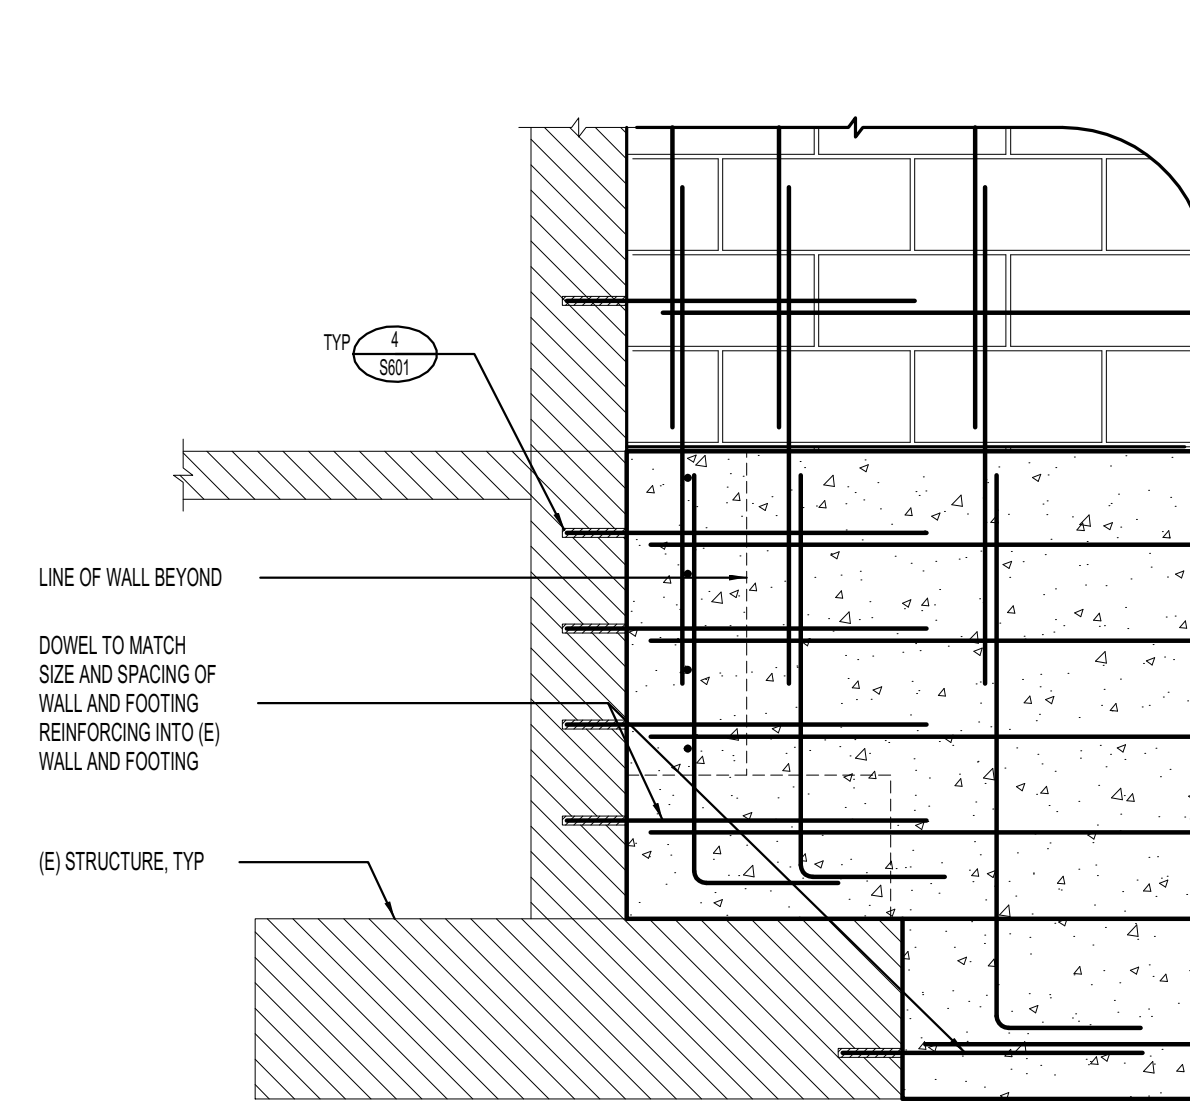 TYP
4
S601
LINE OF WALL BEYOND
DOWEL TO MATCH
SIZE AND SPACING OF
WALL AND FOOTING
REINFORCING INTO (E)
WALL AND FOOTING
(E) STRUCTURE, TYP